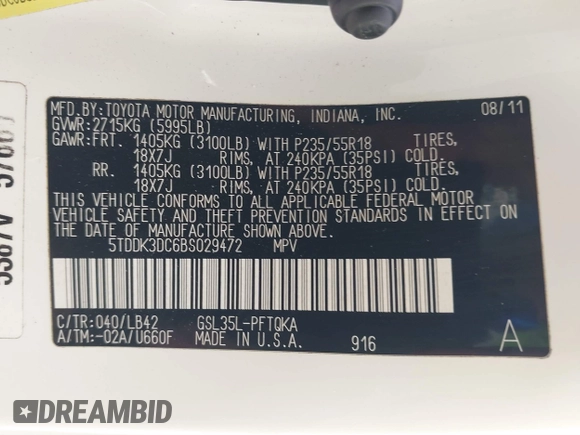 MFD.BY:TOYOTA MOTOR MANUFACTURING, INDIANA, INC. 08/11
GVWR:2715KG (5995LB)
GAWR:FRT. 1405KG (3100LB) WITH P235/55R18 TIRES,
18X7J RIMS, AT 240KPA (35PSI) COLD.
RR. 1405KG (3100LB) WITH P235/55R18 TIRES,
18X7J RIMS, AT 240KPA (35PSI) COLD.
THIS VEHICLE CONFORMS TO ALL APPLICABLE FEDERAL MOTOR
VEHICLE SAFETY AND THEFT PREVENTION STANDARDS IN EFFECT ON
THE DATE OF MANUFACTURE SHOWN ABOVE.
5TDDK3DC6BS029472 MPV
C/TR:040/LB42 GSL35L-PFTQKA
A/TM:-02A/U660F MADE IN U.S.A. 916 A
DREAMBID